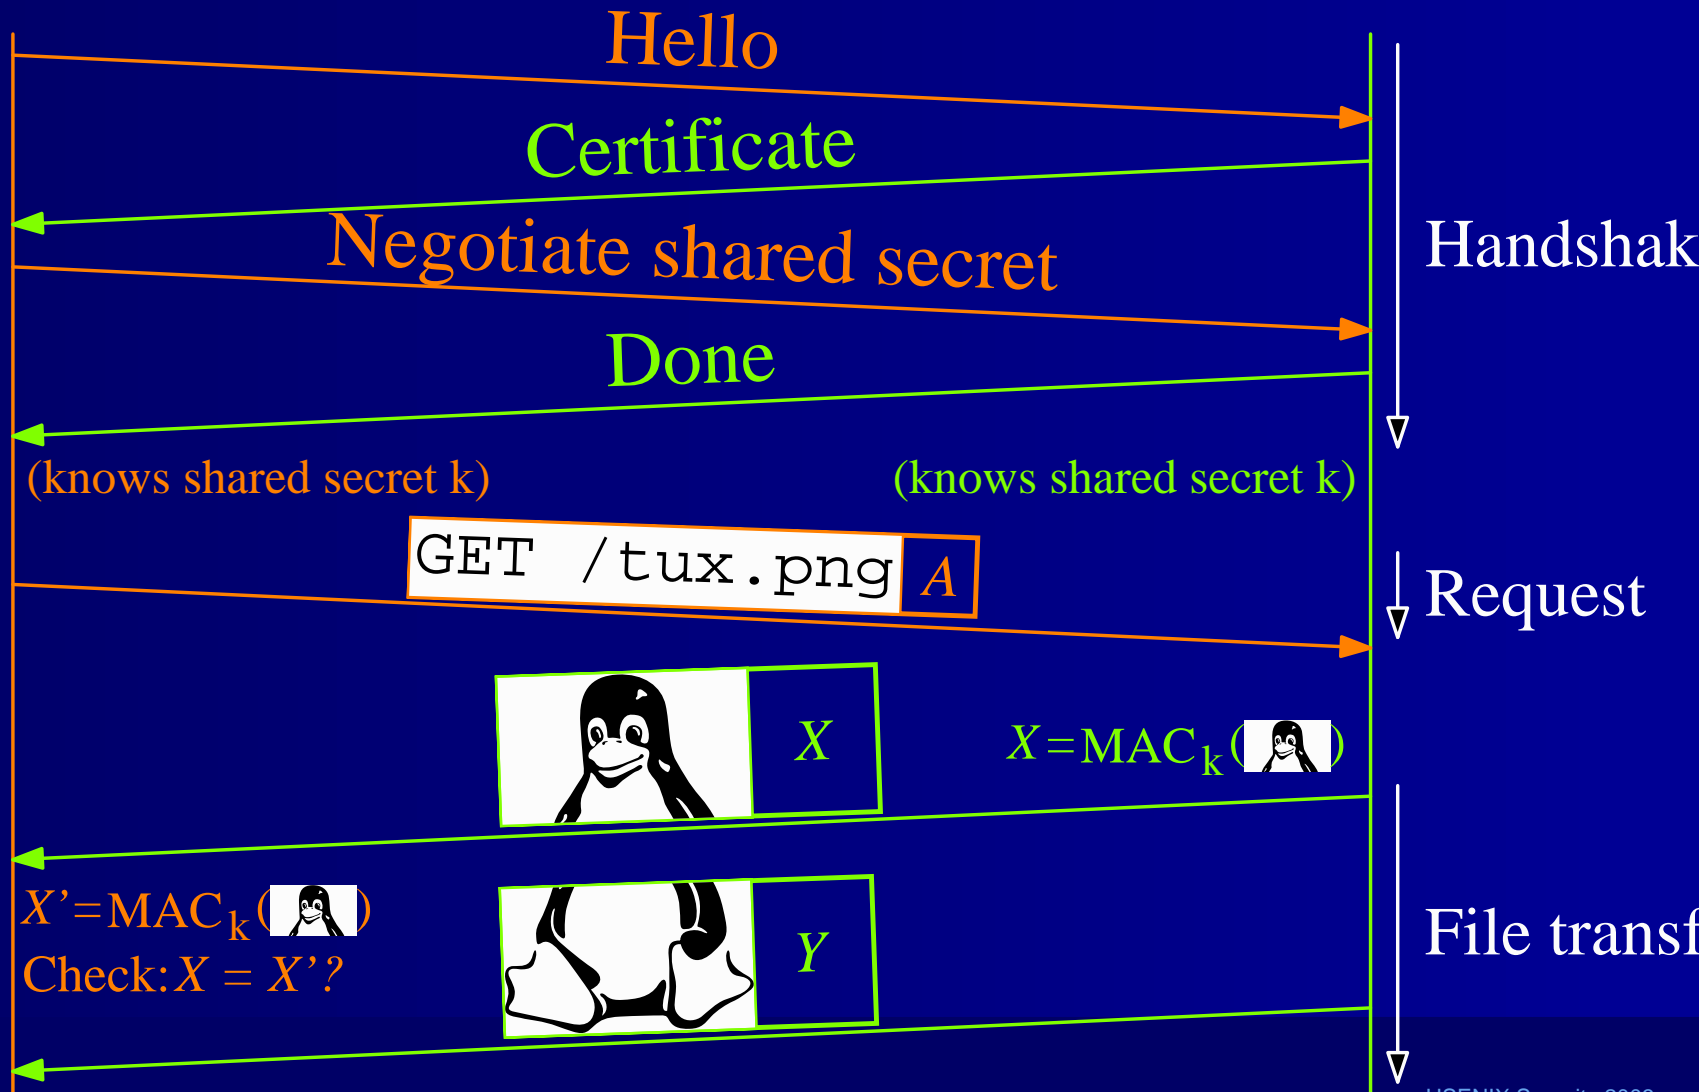 Hello
Certificate
Negotiate shared secret
Handshak
Done
(knows shared secret k)
(knows shared secret k)
GET /tux.png A
Request
X
X=MACk( )
X’=MACk( )
Check: X = X’?
Y
File transf